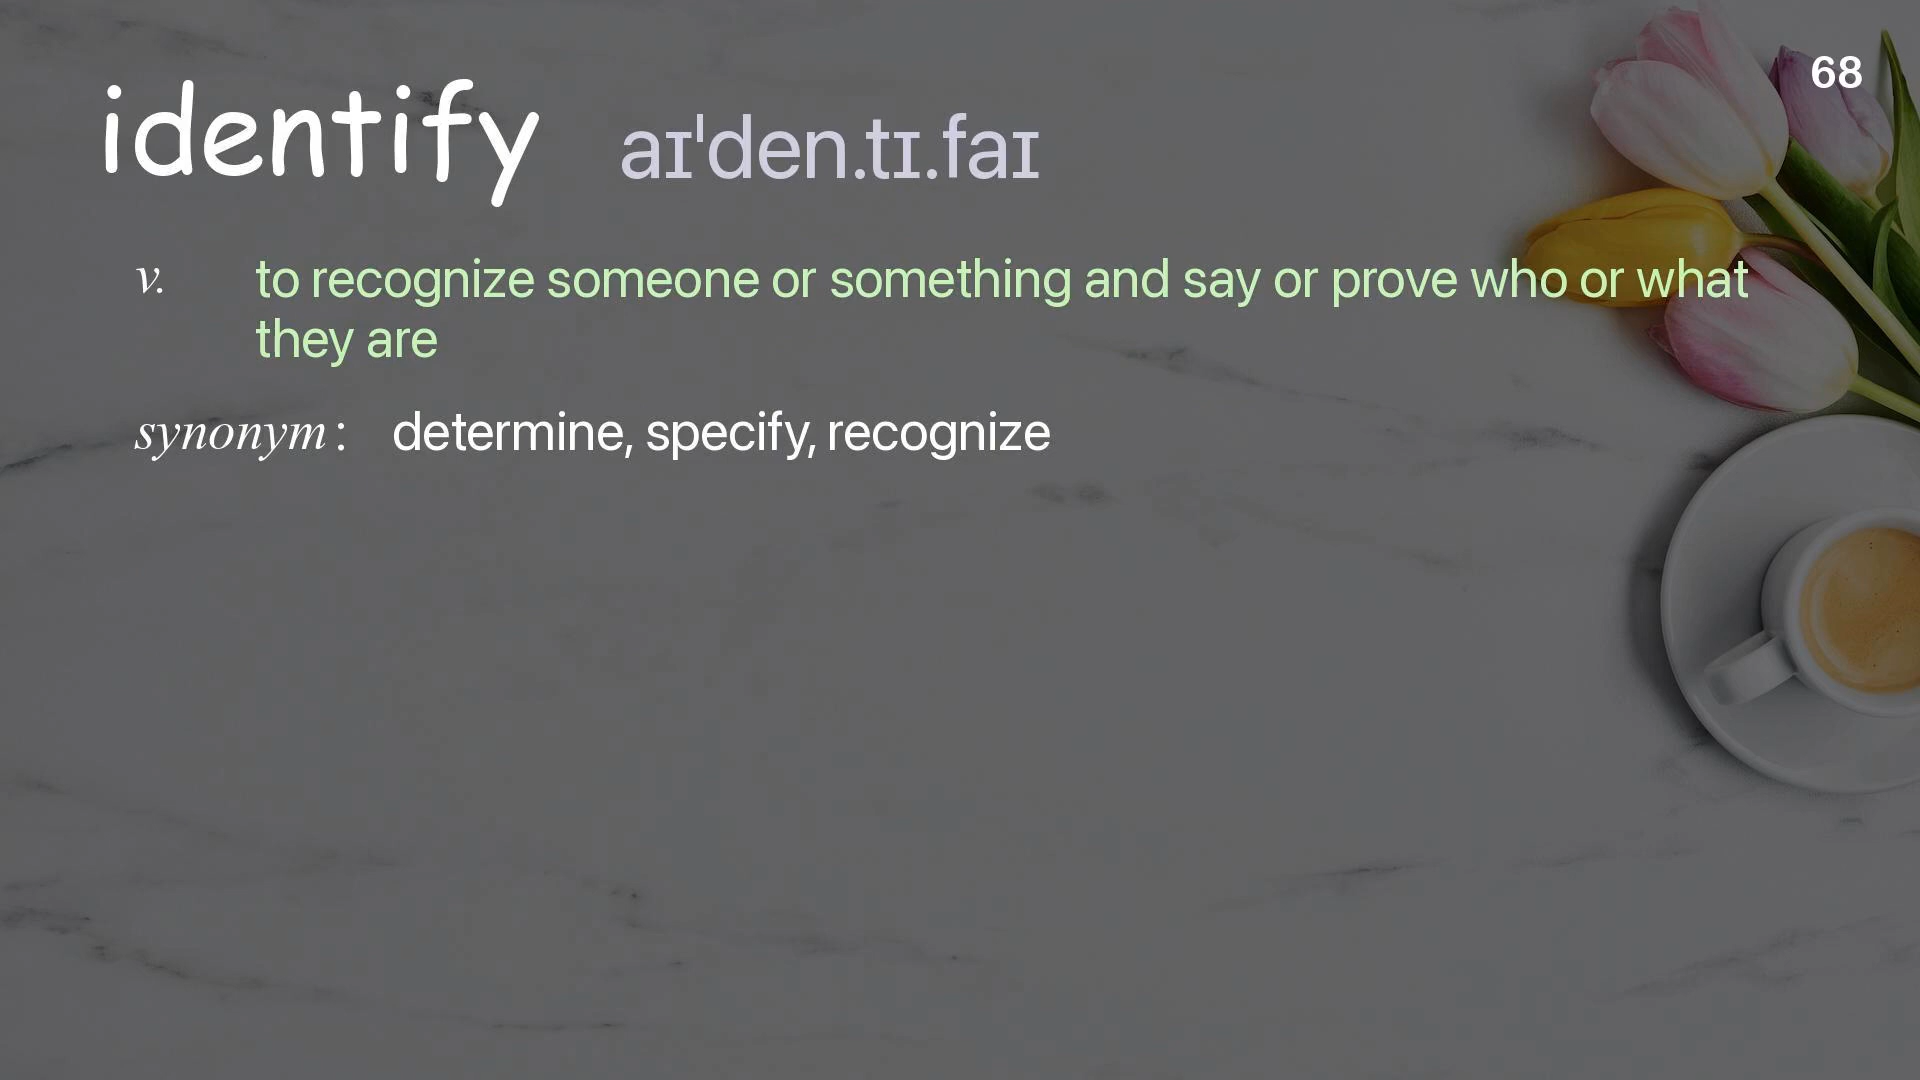 68
identify aɪˈden.tɪ.faɪ
v. to recognize someone or something and say or prove who or what
they are
synonym: determine, specify, recognize